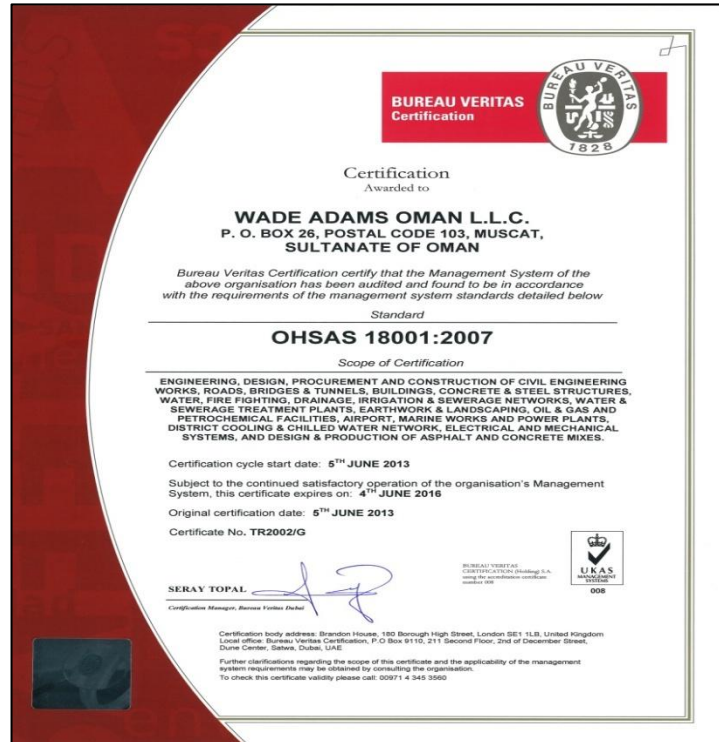 BUREAU VERITAS
Certification
BUREAU VERITAS
1828
Certification
Awarded to
WADE ADAMS OMAN L.L.C.
P. O. BOX 26, POSTAL CODE 103, MUSCAT,
SULTANATE OF OMAN
Bureau Veritas Certification certify that the Management System of the
above organisation has been audited and found to be in accordance
with the requirements of the management system standards detailed below
Standard
OHSAS 18001:2007
Scope of Certification
ENGINEERING, DESIGN, PROCUREMENT AND CONSTRUCTION OF CIVIL ENGINEERING
WORKS, ROADS, BRIDGES & TUNNELS, BUILDINGS, CONCRETE & STEEL STRUCTURES,
WATER, FIRE FIGHTING, DRAINAGE, IRRIGATION & SEWERAGE NETWORKS, WATER &
SEWERAGE TREATMENT PLANTS, EARTHWORK & LANDSCAPING, OIL & GAS AND
PETROCHEMICAL FACILITIES, AIRPORT, MARINE WORKS AND POWER PLANTS,
DISTRICT COOLING & CHILLED WATER NETWORK, ELECTRICAL AND MECHANICAL
SYSTEMS, AND DESIGN & PRODUCTION OF ASPHALT AND CONCRETE MIXES.
Certification cycle start date: 5TH JUNE 2013
Subject to the continued satisfactory operation of the organisation's Management
System, this certificate expires on: 4TH JUNE 2016
Original certification date: 5TH JUNE 2013
Certificate No. TR2002/G
BUREAU VERITAS
CERTIFICATION (Holding) S.A.
using the accreditation certificate
number 008
UKAS
MANAGEMENT
SYSTEMS
008
SERAY TOPAL
Certification Manager, Bureau Veritas Dubai
Certification body address: Brandon House, 180 Borough High Street, London SE1 1LB, United Kingdom
Local office: Bureau Veritas Certification, P.O Box 9110, 211 Second Floor, 2nd of December Street,
Dune Center, Satwa, Dubai, UAE
Further clarifications regarding the scope of this certificate and the applicability of the management
system requirements may be obtained by consulting the organisation.
To check this certificate validity please call: 00971 4 345 3560